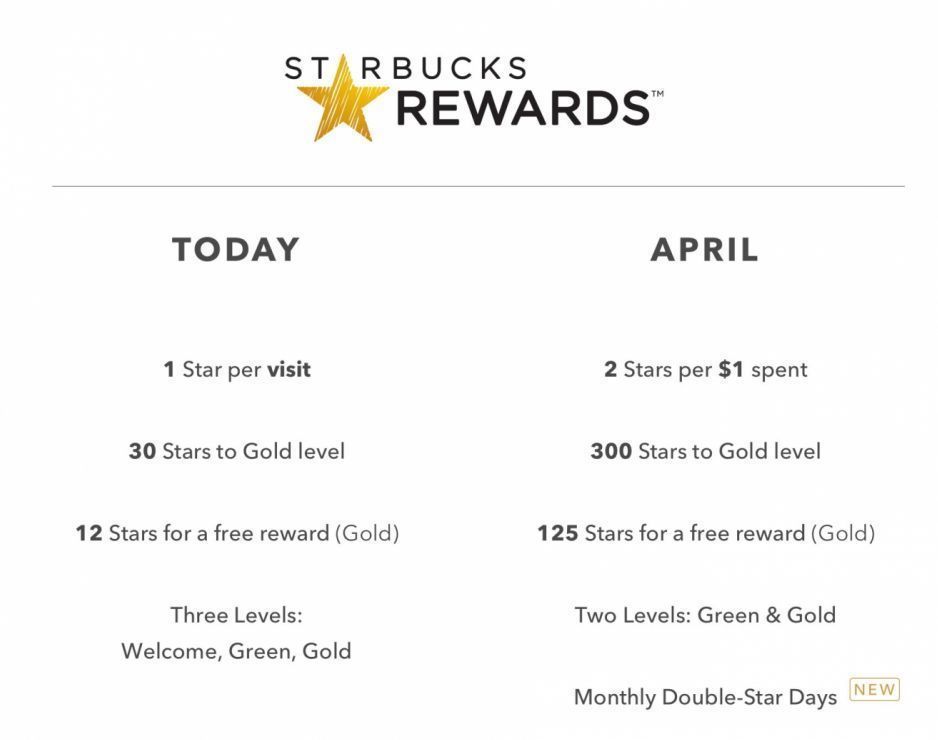 STARBUCKS
REWARDS™
TODAY
APRIL
1 Star per visit
2 Stars per $1 spent
30 Stars to Gold level
300 Stars to Gold level
12 Stars for a free reward (Gold)
125 Stars for a free reward (Gold)
Three Levels:
Welcome, Green, Gold
Two Levels: Green & Gold
Monthly Double-Star Days NEW